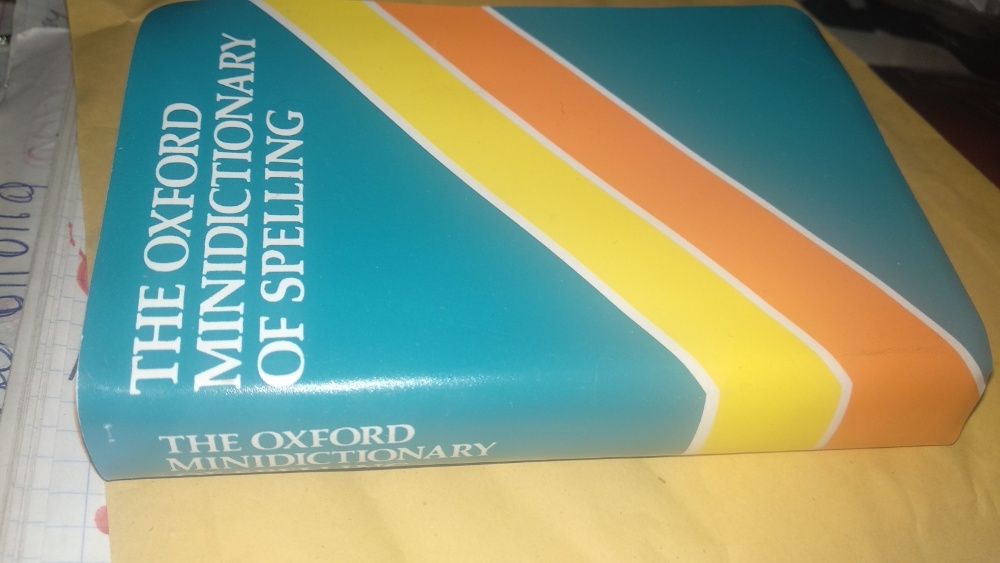 THE OXFORD
MINIDICTIONARY
OF SPELLING
THE OXFORD
MINIDICTIONARY